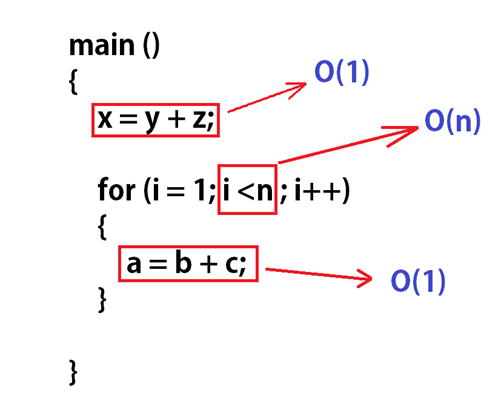 main ()
{
x = y + z;
O(1)
O(n)
for (i = 1; i <n ; i++)
{
a = b + c;
O(1)
}
}